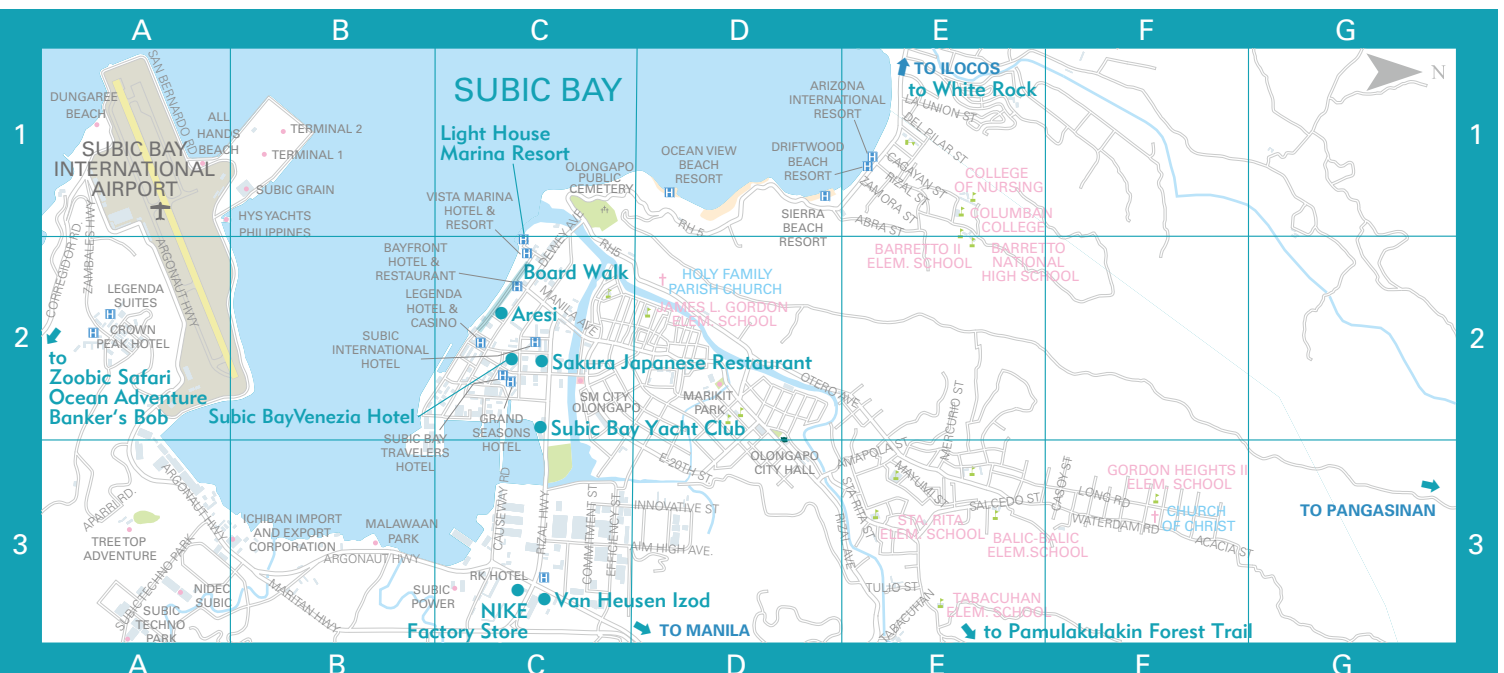 A B C D E F G
1
2
3
1
2
3
A B C D E F G
N
SUBIC BAY
DUNGAREE
BEACH
SAN BERNARDO RD
ALL
HANDS
BEACH
SUBIC BAY
INTERNATIONAL
AIRPORT
TERMINAL 2
TERMINAL 1
SUBIC GRAIN
HYS YACHTS
PHILIPPINES
CORREGIDOR RD.
ZAMBALES HWY
ARGONAUT HWY
LEGENDA
SUITES
CROWN
PEAK HOTEL
to
Zoobic Safari
Ocean Adventure
Banker's Bob
Light House
Marina Resort
VISTA MARINA
HOTEL &
RESORT
BAYFRONT
HOTEL &
RESTAURANT
LEGENDA
HOTEL &
CASINO
SUBIC
INTERNATIONAL
HOTEL
Subic BayVenezia Hotel
SUBIC BAY
TRAVELERS
HOTEL
GRAND
SEASONS
HOTEL
OLONGAPO
PUBLIC
CEMETERY
DEWEY AVE
RH5
RH 5
Board Walk
MANILA AVE
Aresi
Sakura Japanese Restaurant
SM CITY
OLONGAPO
Subic Bay Yacht Club
OCEAN VIEW
BEACH
RESORT
DRIFTWOOD
BEACH
RESORT
ARIZONA
INTERNATIONAL
RESORT
SIERRA
BEACH
RESORT
HOLY FAMILY
PARISH CHURCH
JAMES L. GORDON
ELEM. SCHOOL
MARIKIT
PARK
OTERO AVE
OLONGAPO
CITY HALL
TO ILOCOS
to White Rock
LA UNION ST
DEL PILAR ST
CAGAYAN ST
RIZAL ST
ZAMORA ST
ABRA ST
COLLEGE
OF NURSING
COLUMBAN
COLLEGE
BARRETTO II
ELEM. SCHOOL
BARRETO
NATIONAL
HIGH SCHOOL
MERCURIO ST
AMAPOLA ST
MAYUMI ST
STA RITA ST
RIZAL AVE
SALCEDO ST
CASOY ST
LONG RD
WATERDAM RD
ACACIA ST
GORDON HEIGHTS II
ELEM. SCHOOL
CHURCH
OF CHRIST
STA. RITA
ELEM. SCHOOL
BALIC-BALIC
ELEM.SCHOOL
TULIO ST
TABACUHAN
TABACUHAN
ELEM. SCHOOL
to Pamulakulakin Forest Trail
TO PANGASINAN
APARRI RD.
ARGONAUT HWY
TREETOP
ADVENTURE
SUBIC TECHNO PARK
NIDEC
SUBIC
SUBIC
TECHNO
PARK
ICHIBAN IMPORT
AND EXPORT
CORPORATION
MALAWAAN
PARK
ARGONAUT HWY
MARITAN HWY
SUBIC
POWER
CAUSEWAY RD
RIZAL HWY
COMMITMENT ST
EFFICIENCY ST
E 20TH ST
INNOVATIVE ST
AIM HIGH AVE.
RK HOTEL
NIKE
Factory Store
Van Heusen Izod
TO MANILA